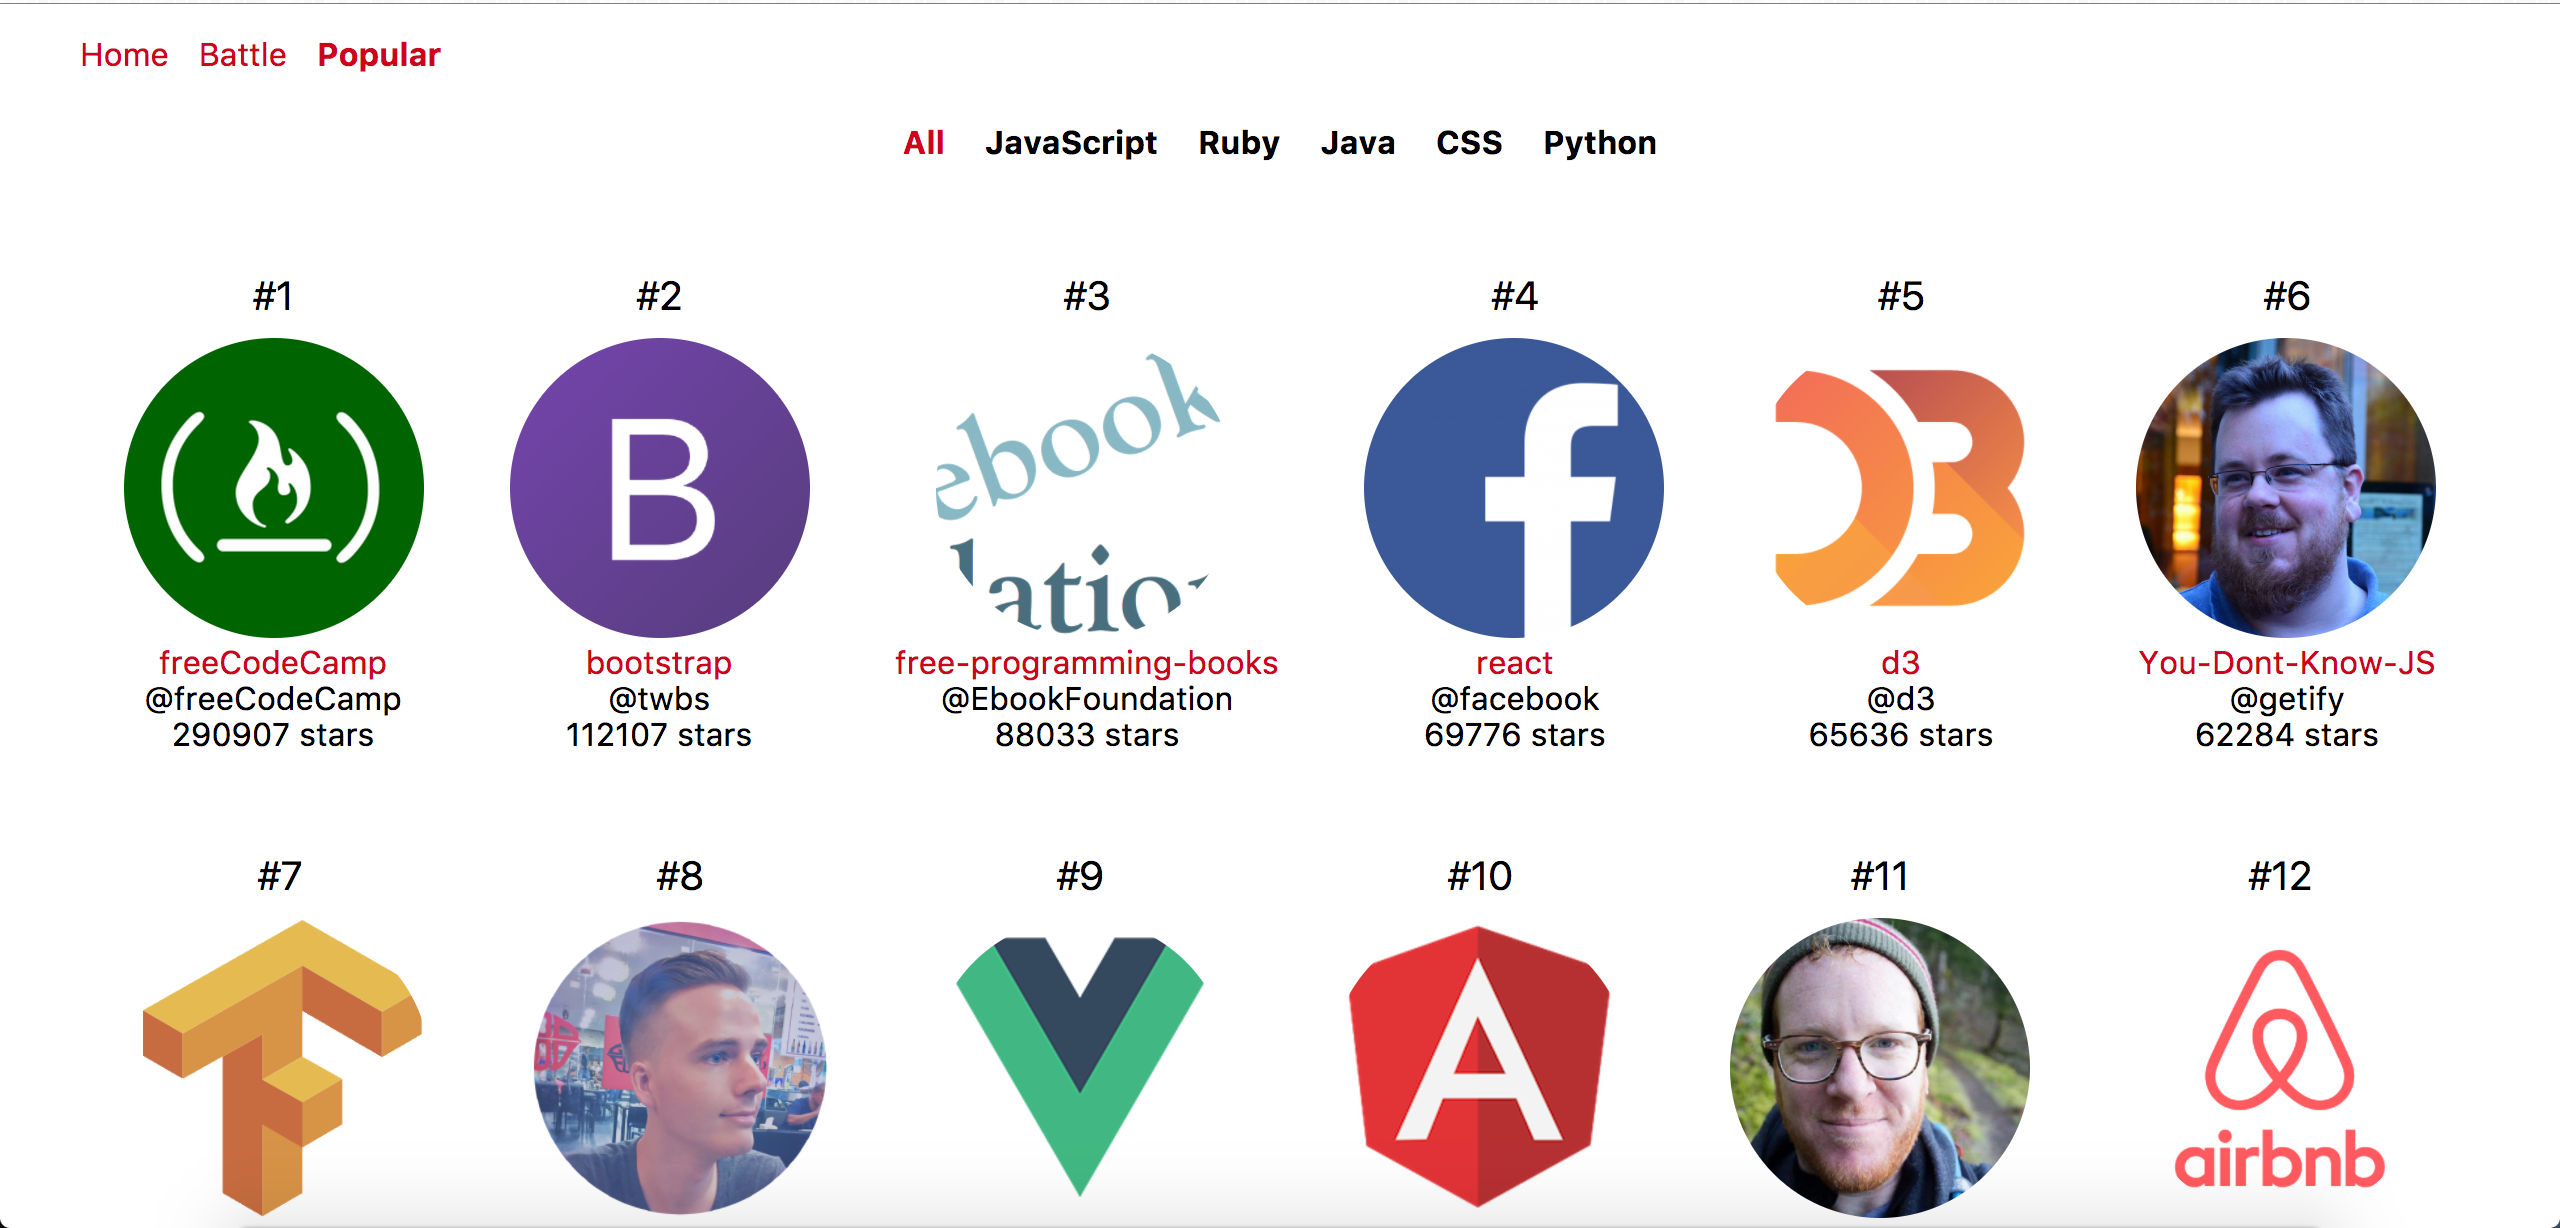 Home Battle Popular
All JavaScript Ruby Java CSS Python
#1 #2 #3 #4 #5 #6
B ebook f D3
dation
freeCodeCamp bootstrap free-programming-books react d3 You-Dont-Know-JS
@freeCodeCamp @twbs @EbookFoundation @facebook @d3 @getify
290907 stars 112107 stars 88033 stars 69776 stars 65636 stars 62284 stars
#7 #8 #9 #10 #11 #12
A
airbnb